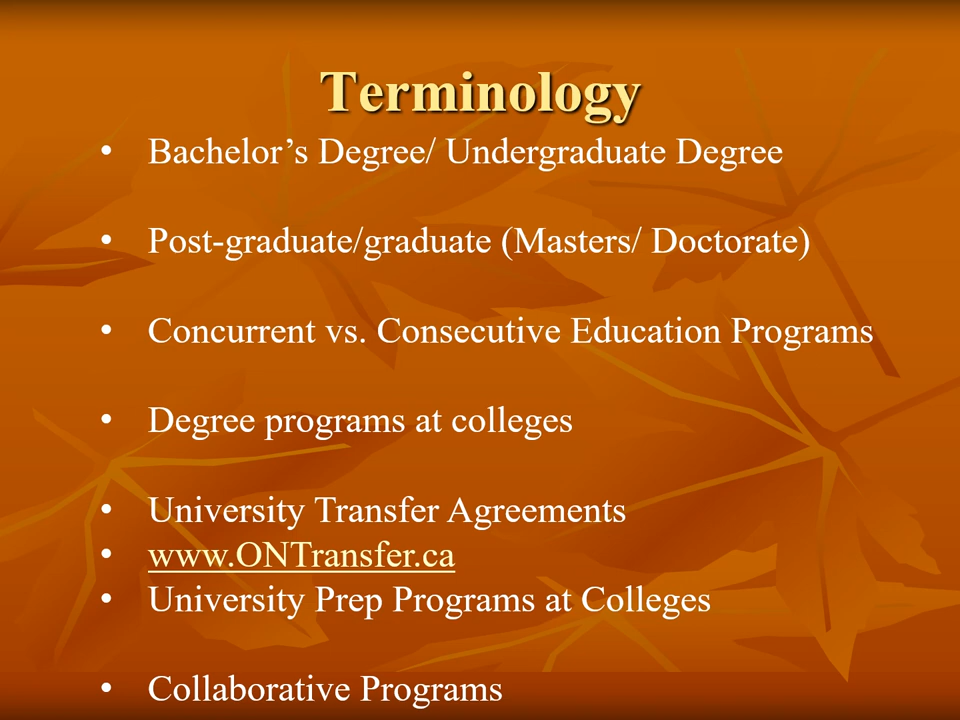 Terminology
• Bachelor’s Degree/ Undergraduate Degree
• Post-graduate/graduate (Masters/ Doctorate)
• Concurrent vs. Consecutive Education Programs
• Degree programs at colleges
• University Transfer Agreements
• www.ONTransfer.ca
• University Prep Programs at Colleges
• Collaborative Programs